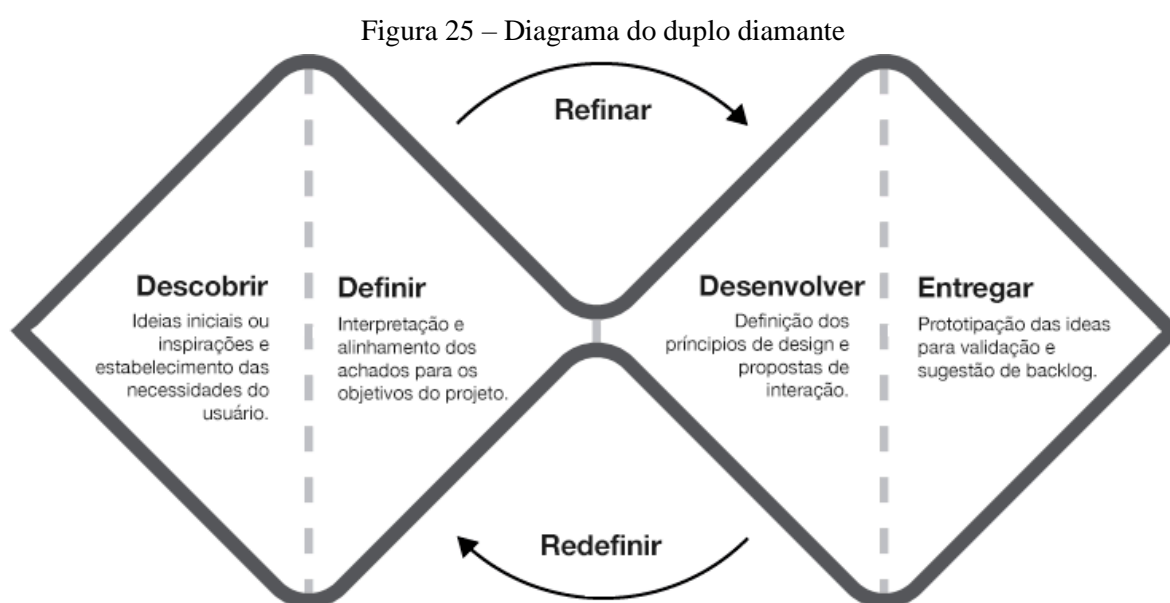 Figura 25 – Diagrama do duplo diamante
Refinar
Descobrir
Ideias iniciais ou
inspirações e
estabelecimento das
necessidades do
usuário.
Definir
Interpretação e
alinhamento dos
achados para os
objetivos do projeto.
Desenvolver
Definição dos
príncipios de design e
propostas de
interação.
Entregar
Prototipação das ideias
para validação e
sugestão de backlog.
Redefinir